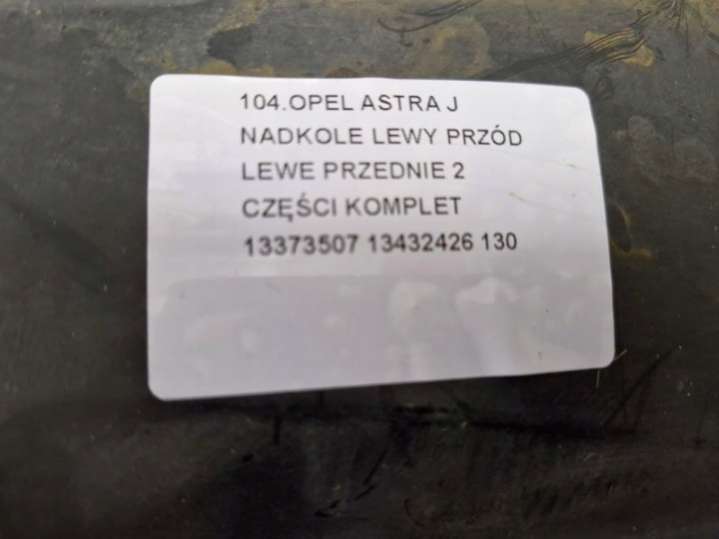 104.OPEL ASTRA J
NADKOLE LEWY PRZÓD
LEWE PRZEDNIE 2
CZĘŚCI KOMPLET
13373507 13432426 130